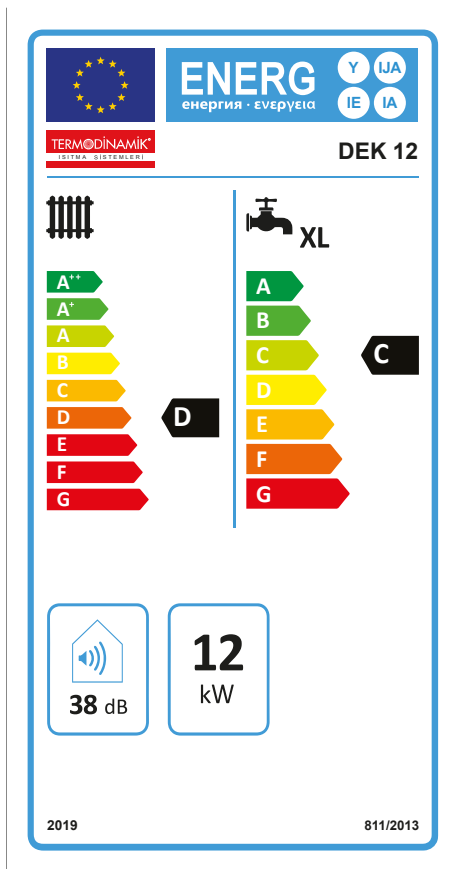 ENERG
енергия · ενεργεια
Y IJA
IE IA
TERMODİNAMİK®
ISITMA SİSTEMLERİ
DEK 12
XL
A++
A+
A
B
C
D
E
F
G
D
A
B
C
D
E
F
G
C
38 dB
12
kW
2019
811/2013